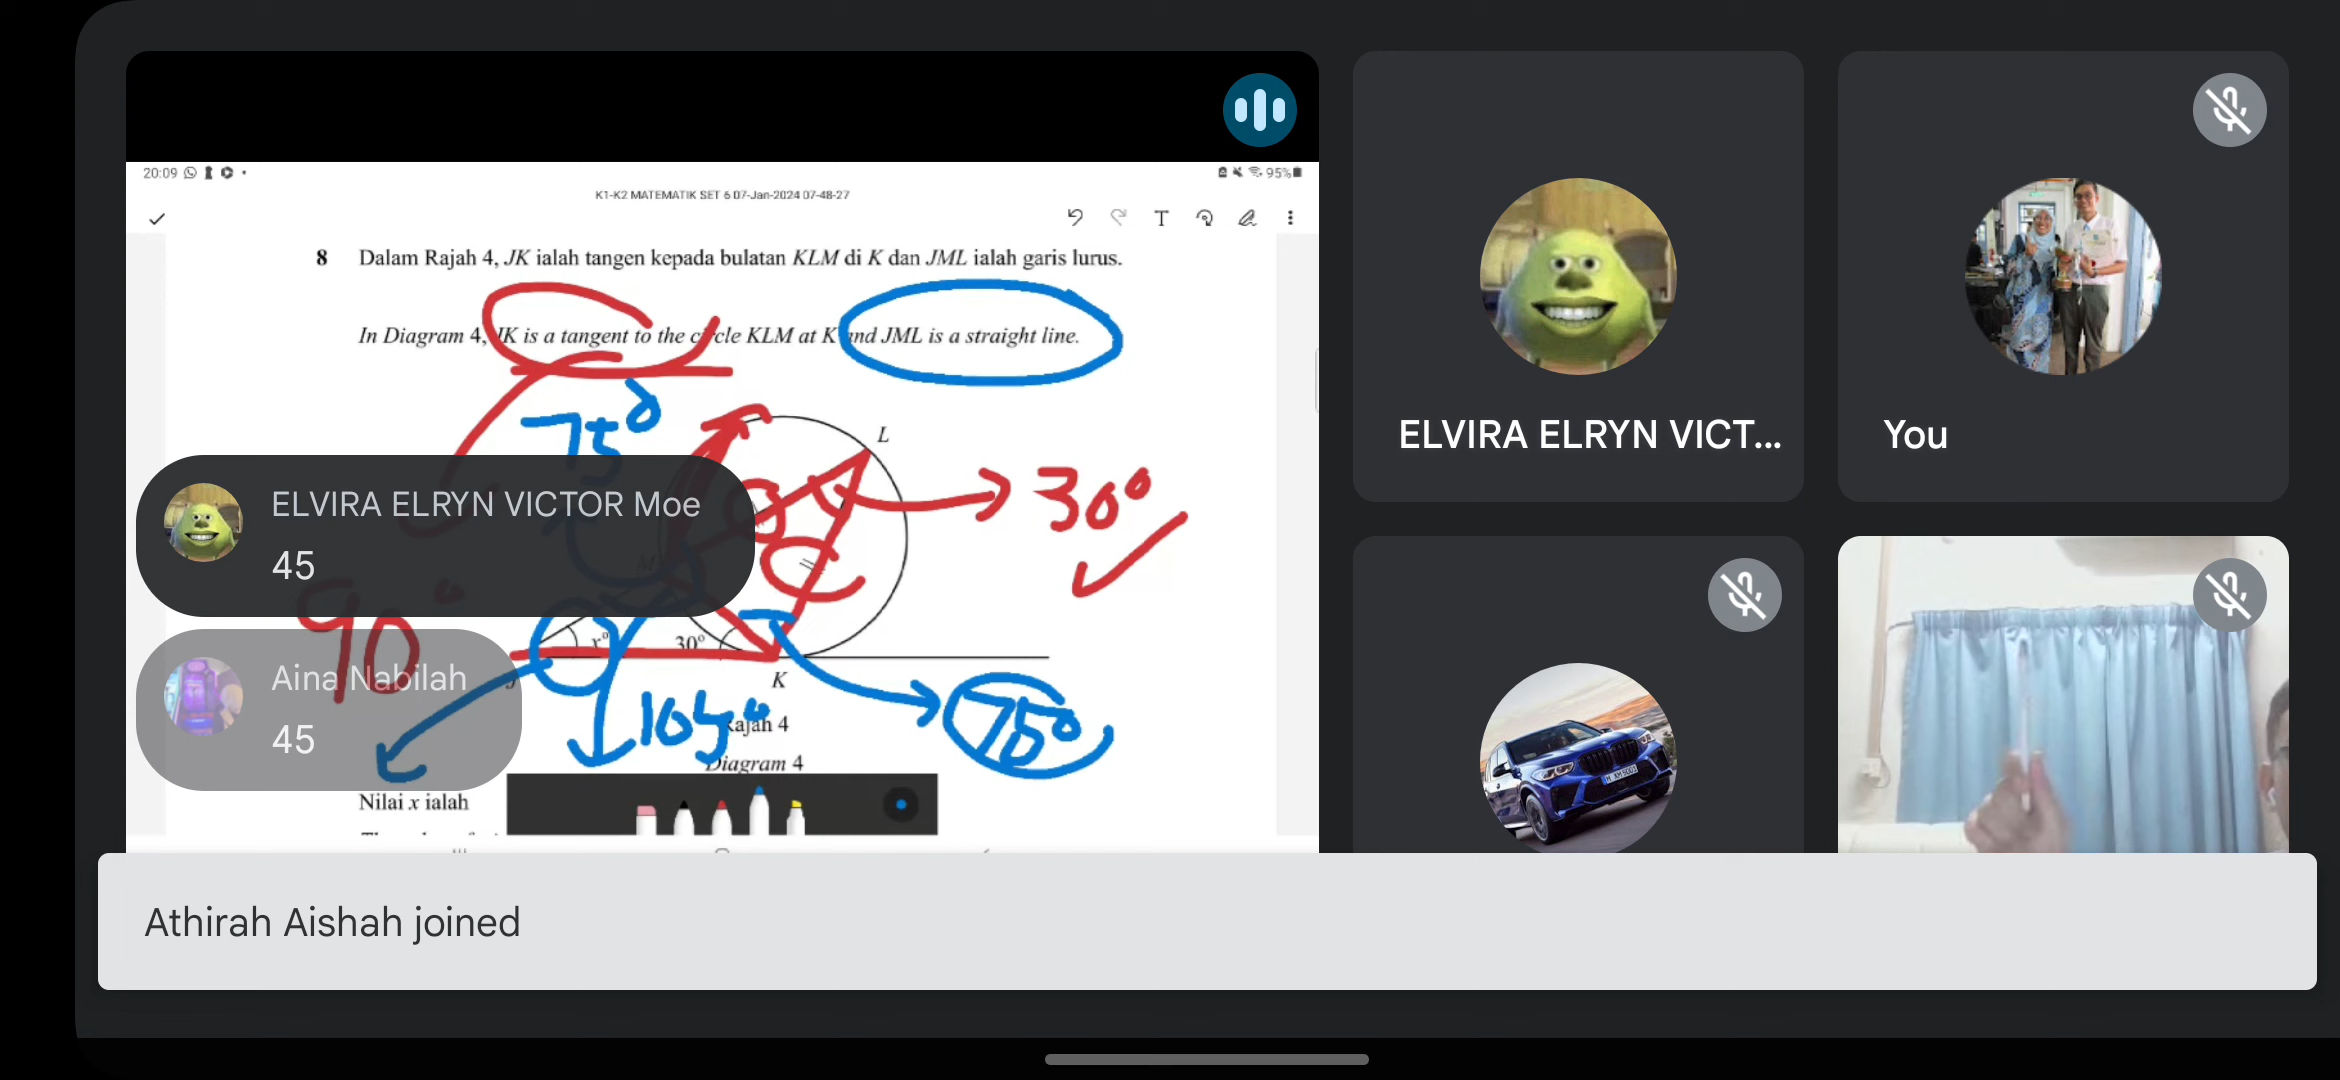 20:09
95%
K1-K2 MATEMATIK SET 6 07-Jan-2024 07-48-27
T
8 Dalam Rajah 4, JK ialah tangen kepada bulatan KLM di K dan JML ialah garis lurus.
In Diagram 4, JK is a tangent to the circle KLM at K and JML is a straight line.
75°
L
30°
M
90°
x°
30°
J
K
105°
75°
Rajah 4
Diagram 4
Nilai x ialah
ELVIRA ELRYN VICTOR Moe
45
Aina Nabilah
45
ELVIRA ELRYN VICT...
You
Athirah Aishah joined